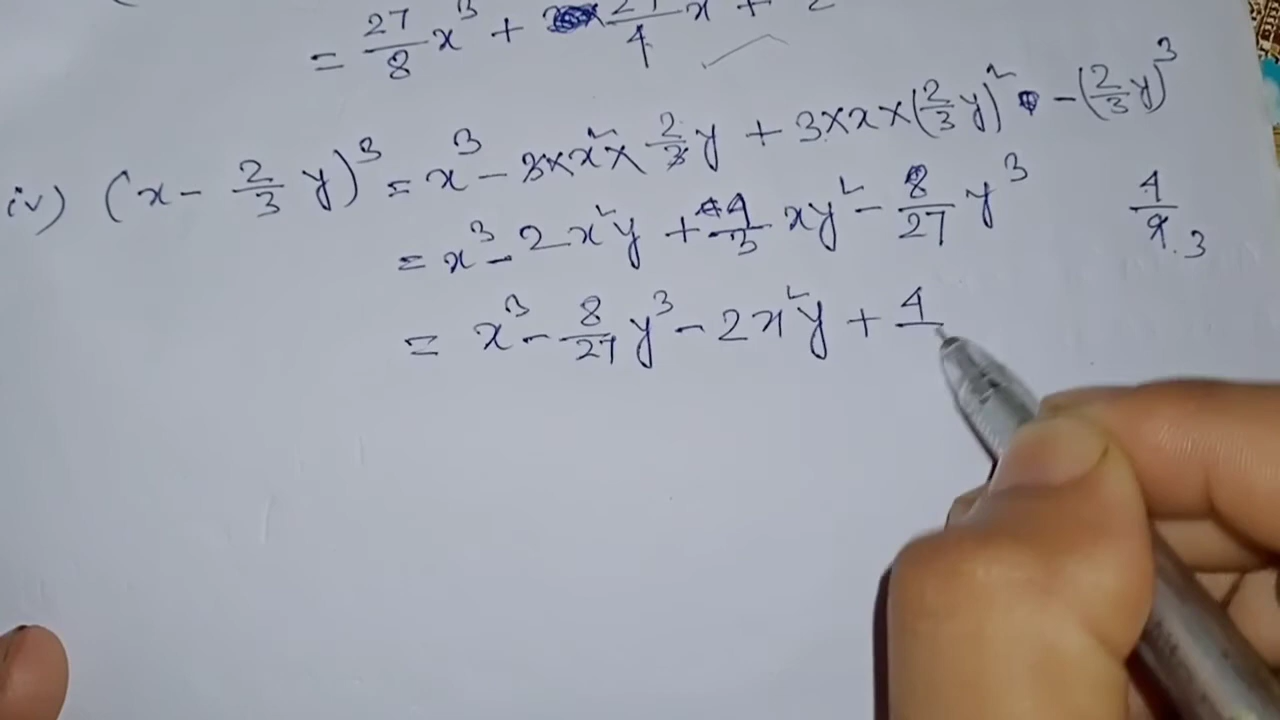 = 27/8 x³ + 27/4 x +
iv) (x - 2/3 y)³ = x³ - 3×x²× 2/3 y + 3×x×(2/3 y)² - (2/3 y)³
= x³ - 2x²y + 4/3 xy² - 8/27 y³ 4/9 3
= x³ - 8/27 y³ - 2x²y + 4